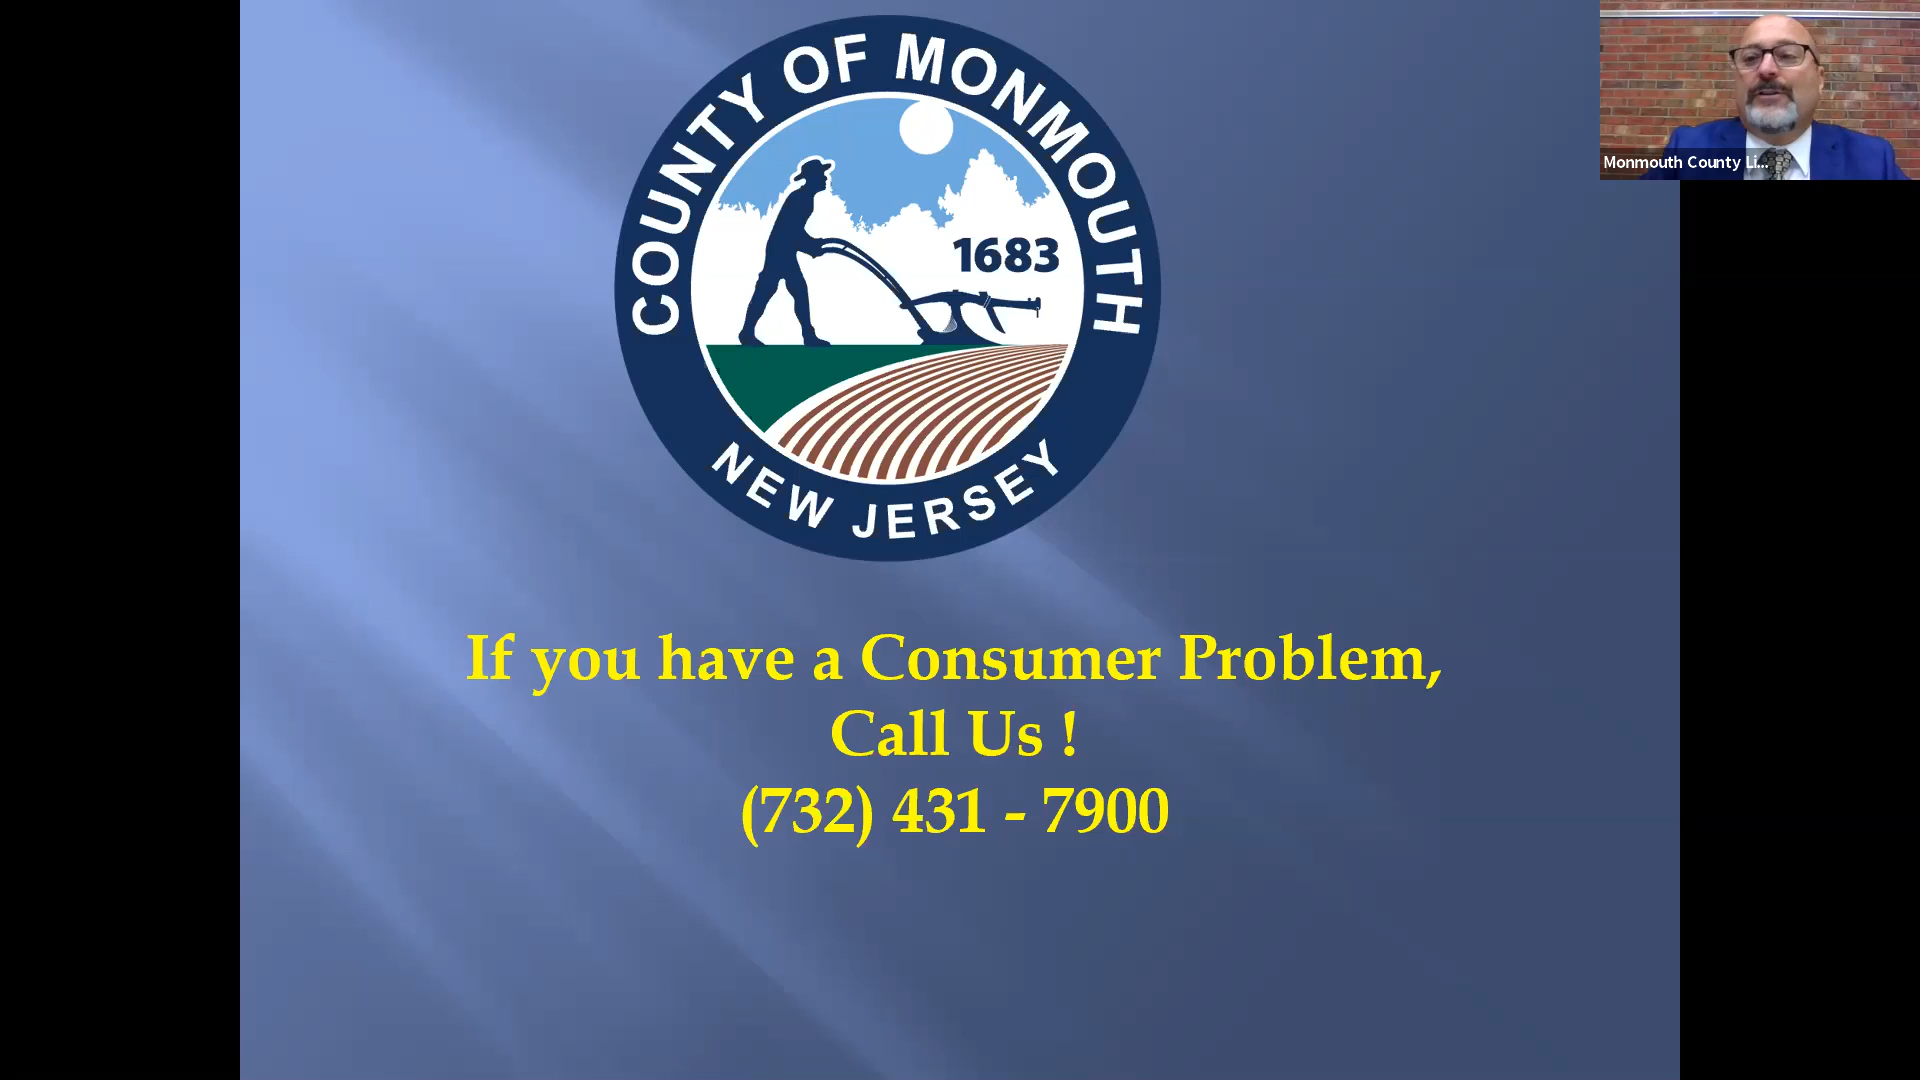 COUNTY OF MONMOUTH
1683
NEW JERSEY
Monmouth County Li...
If you have a Consumer Problem,
Call Us !
(732) 431 - 7900